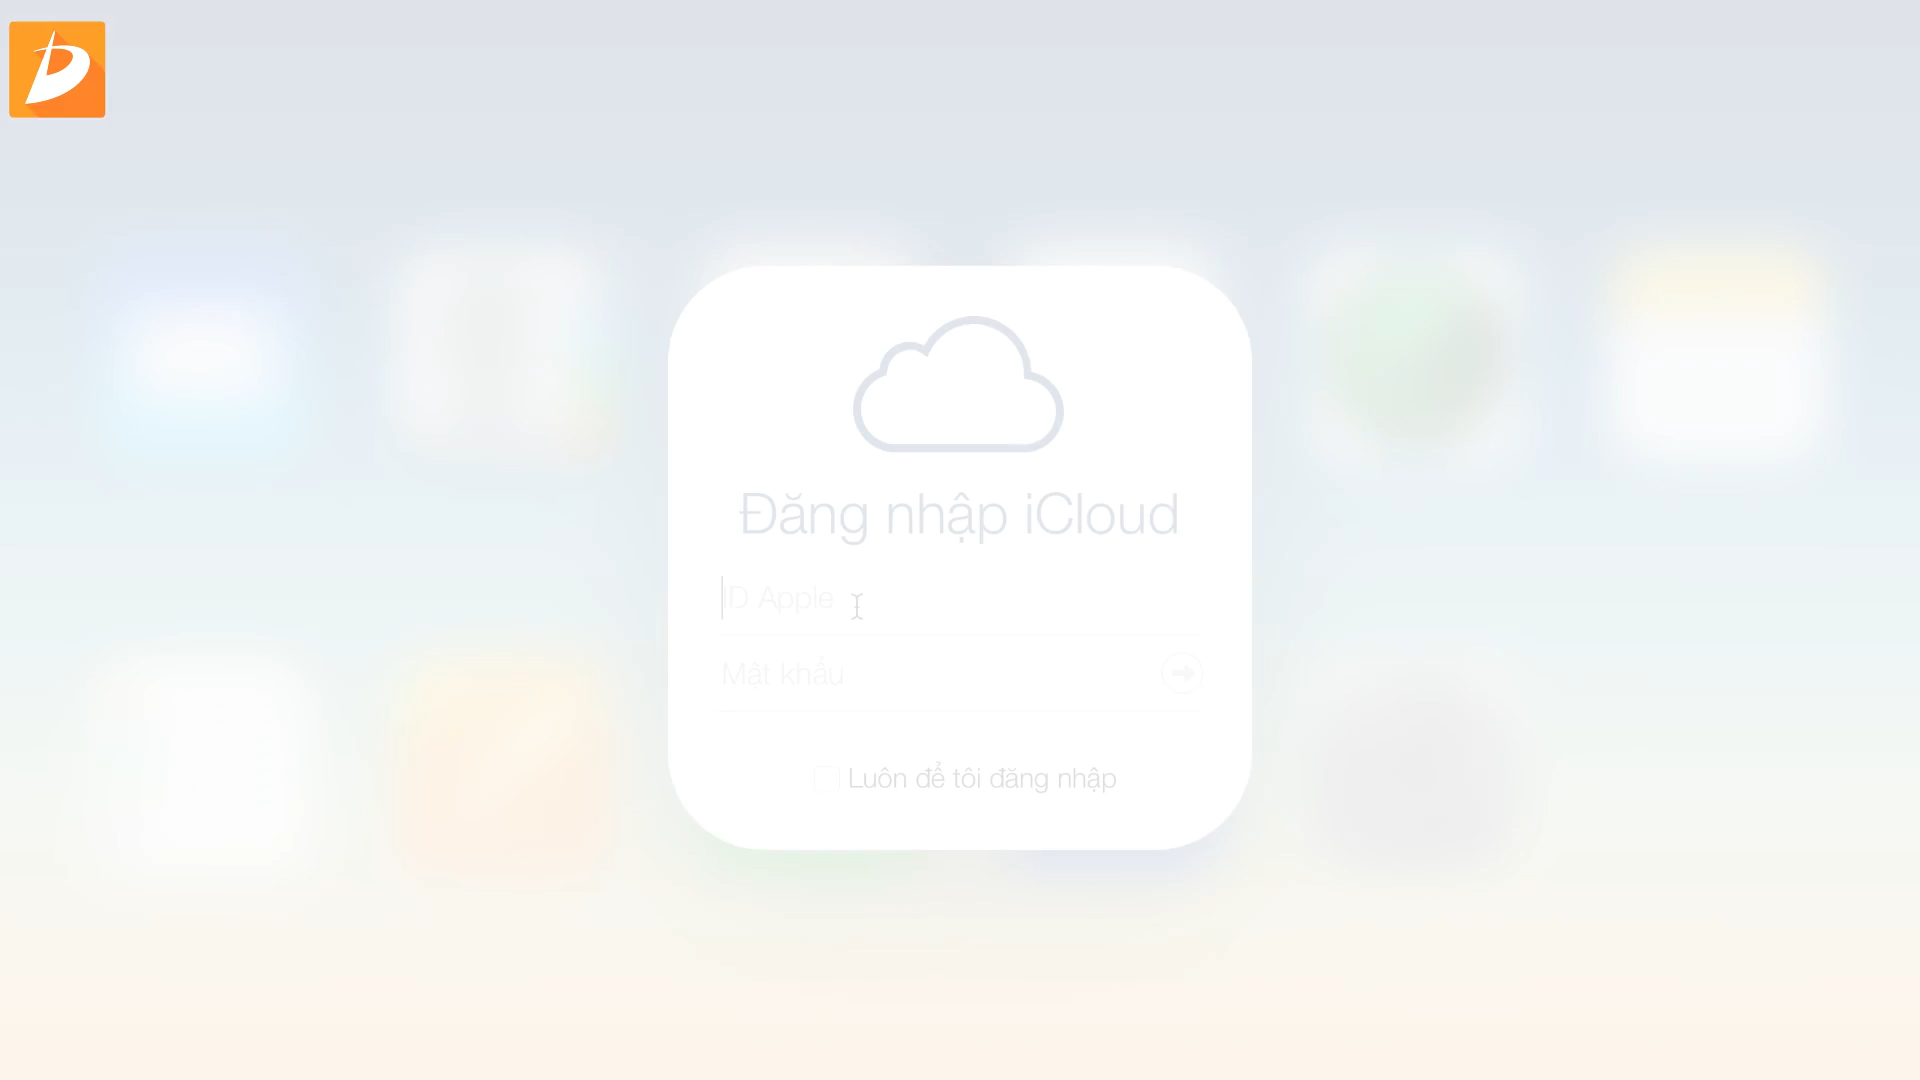 Đăng nhập iCloud
ID Apple
Mật khẩu
Luôn để tôi đăng nhập